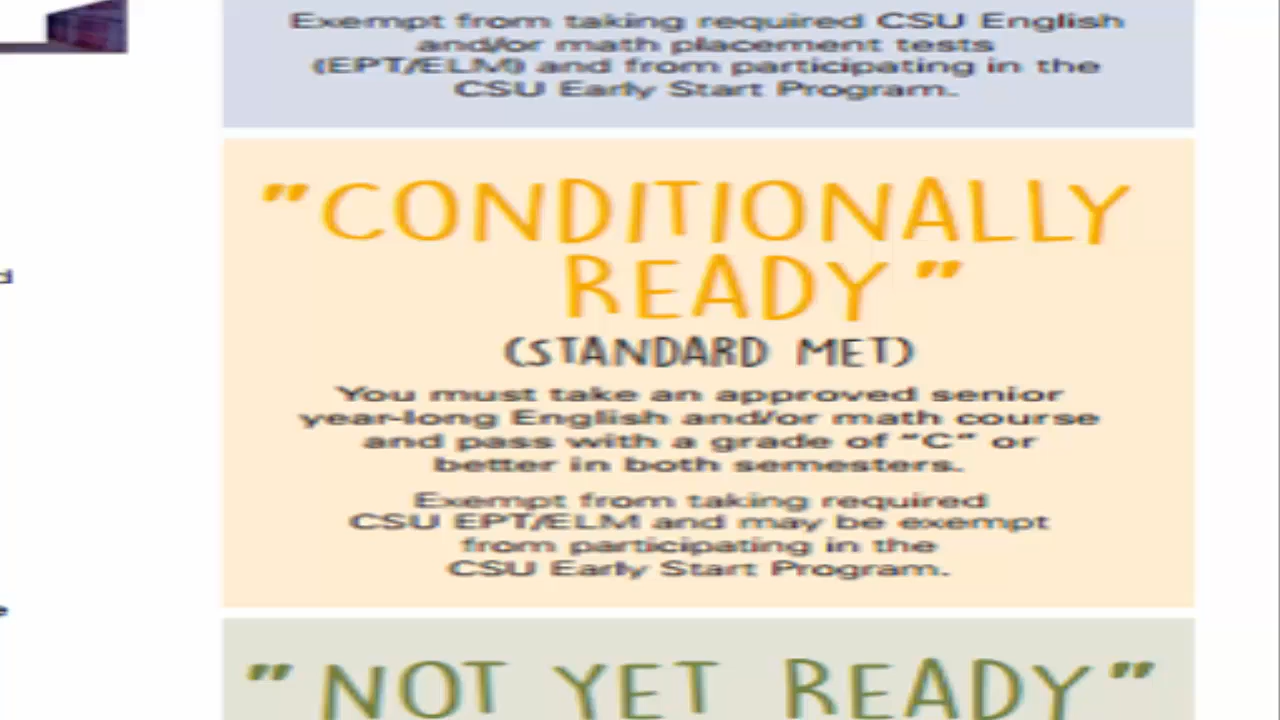 Exempt from taking required CSU English
and/or math placement tests
(EPT/ELM) and from participating in the
CSU Early Start Program.
"CONDITIONALLY
READY"
(STANDARD MET)
You must take an approved senior
year-long English and/or math course
and pass with a grade of "C" or
better in both semesters.
Exempt from taking required
CSU EPT/ELM and may be exempt
from participating in the
CSU Early Start Program.
"NOT YET READY"